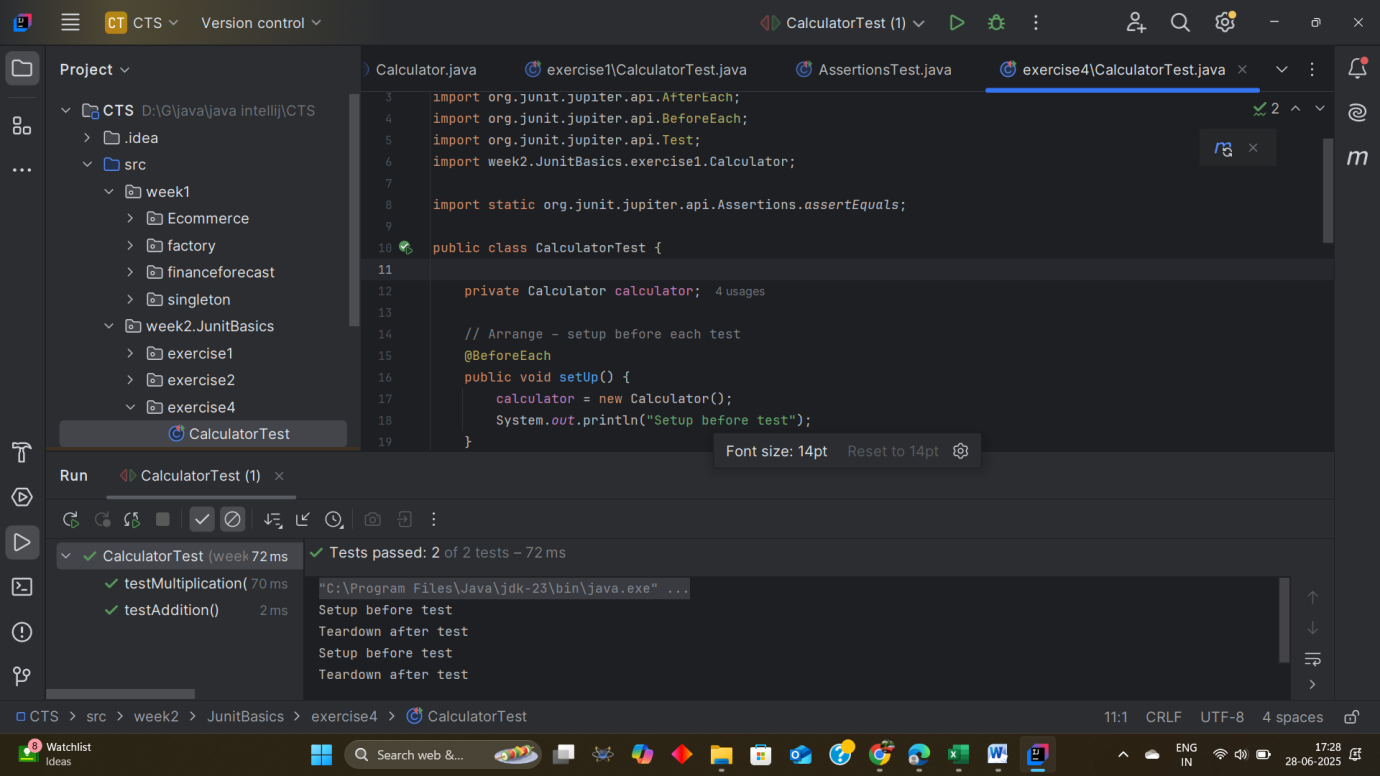 CT CTS Version control CalculatorTest (1)
Project
Calculator.java exercise1\CalculatorTest.java AssertionsTest.java exercise4\CalculatorTest.java
CTS D:\G\java\java intellij\CTS
.idea
src
week1
Ecommerce
factory
financeforecast
singleton
week2.JunitBasics
exercise1
exercise2
exercise4
CalculatorTest
2
3 import org.junit.jupiter.api.AfterEach;
4 import org.junit.jupiter.api.BeforeEach;
5 import org.junit.jupiter.api.Test;
6 import week2.JunitBasics.exercise1.Calculator;
7
8 import static org.junit.jupiter.api.Assertions.assertEquals;
9
10 public class CalculatorTest {
11
12 private Calculator calculator; 4 usages
13
14 // Arrange – setup before each test
15 @BeforeEach
16 public void setUp() {
17 calculator = new Calculator();
18 System.out.println("Setup before test");
19 }
Font size: 14pt Reset to 14pt
Run CalculatorTest (1)
CalculatorTest (week 72 ms
testMultiplication( 70 ms
testAddition() 2 ms
Tests passed: 2 of 2 tests – 72 ms
"C:\Program Files\Java\jdk-23\bin\java.exe" ...
Setup before test
Teardown after test
Setup before test
Teardown after test
CTS > src > week2 > JunitBasics > exercise4 > CalculatorTest
11:1 CRLF UTF-8 4 spaces
8 Watchlist
Ideas
Search web &...
ENG
IN
17:28
28-06-2025